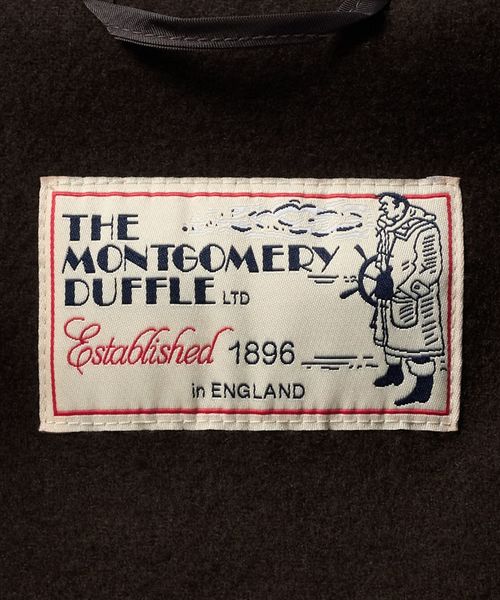 THE
MONTGOMERY
DUFFLE LTD
Established 1896
in ENGLAND